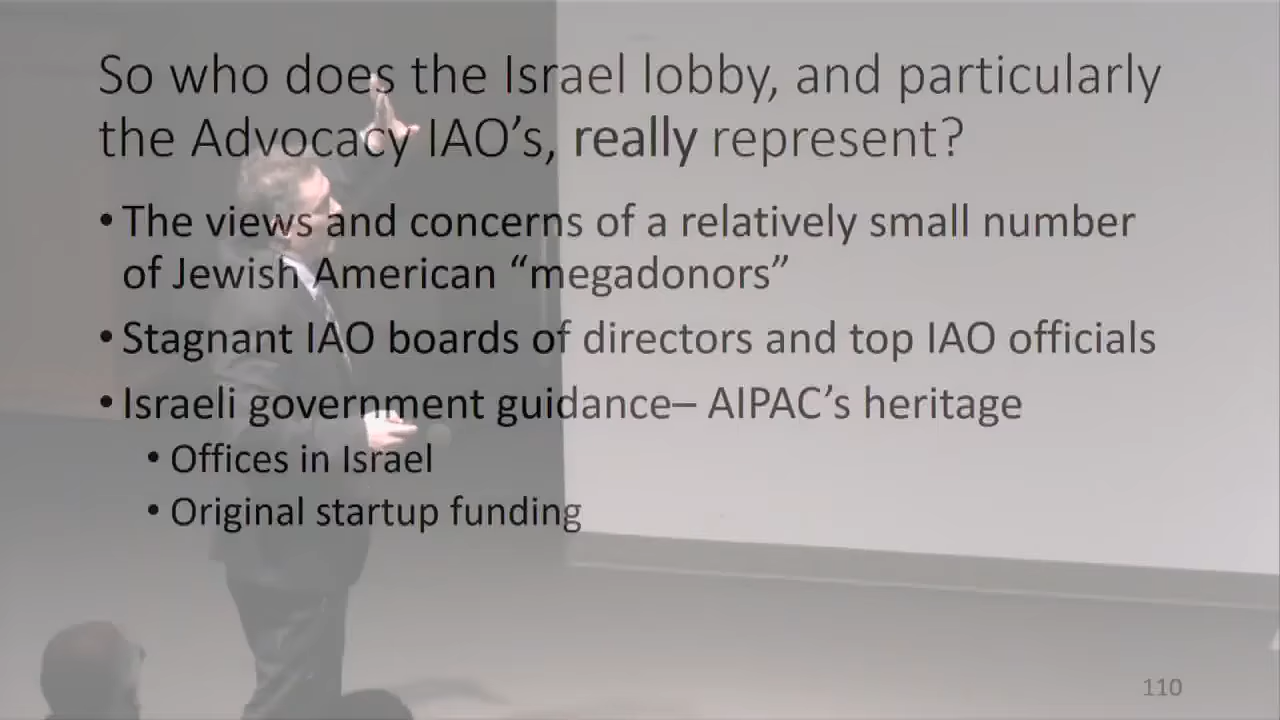 So who does the Israel lobby, and particularly
the Advocacy IAO's, really represent?
• The views and concerns of a relatively small number
of Jewish American “megadonors”
• Stagnant IAO boards of directors and top IAO officials
• Israeli government guidance– AIPAC’s heritage
• Offices in Israel
• Original startup funding
110